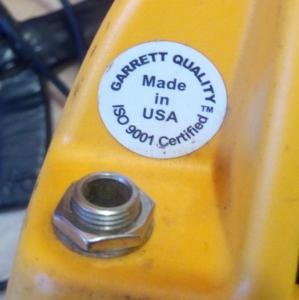 GARRETT QUALITY
Made
in
USA
ISO 9001 Certified™